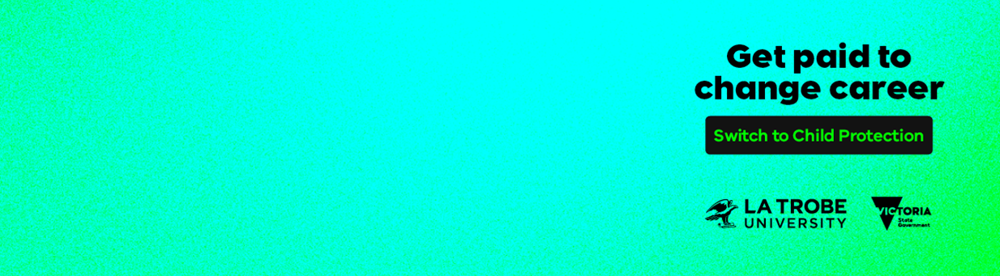 Get paid to
change career
Switch to Child Protection
LA TROBE
UNIVERSITY
VICTORIA
State
Government